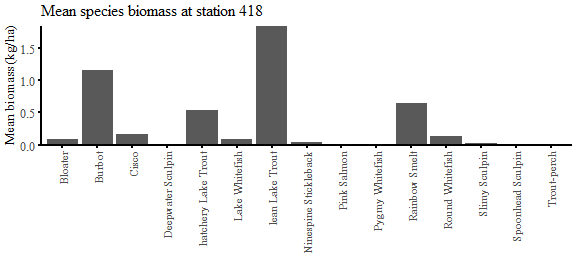 Mean species biomass at station 418
Mean biomass (kg/ha)
1.5
1.0
0.5
0.0
Bloater
Burbot
Cisco
Deepwater Sculpin
hatchery Lake Trout
Lake Whitefish
lean Lake Trout
Ninespine Stickleback
Pink Salmon
Pygmy Whitefish
Rainbow Smelt
Round Whitefish
Slimy Sculpin
Spoonhead Sculpin
Trout-perch